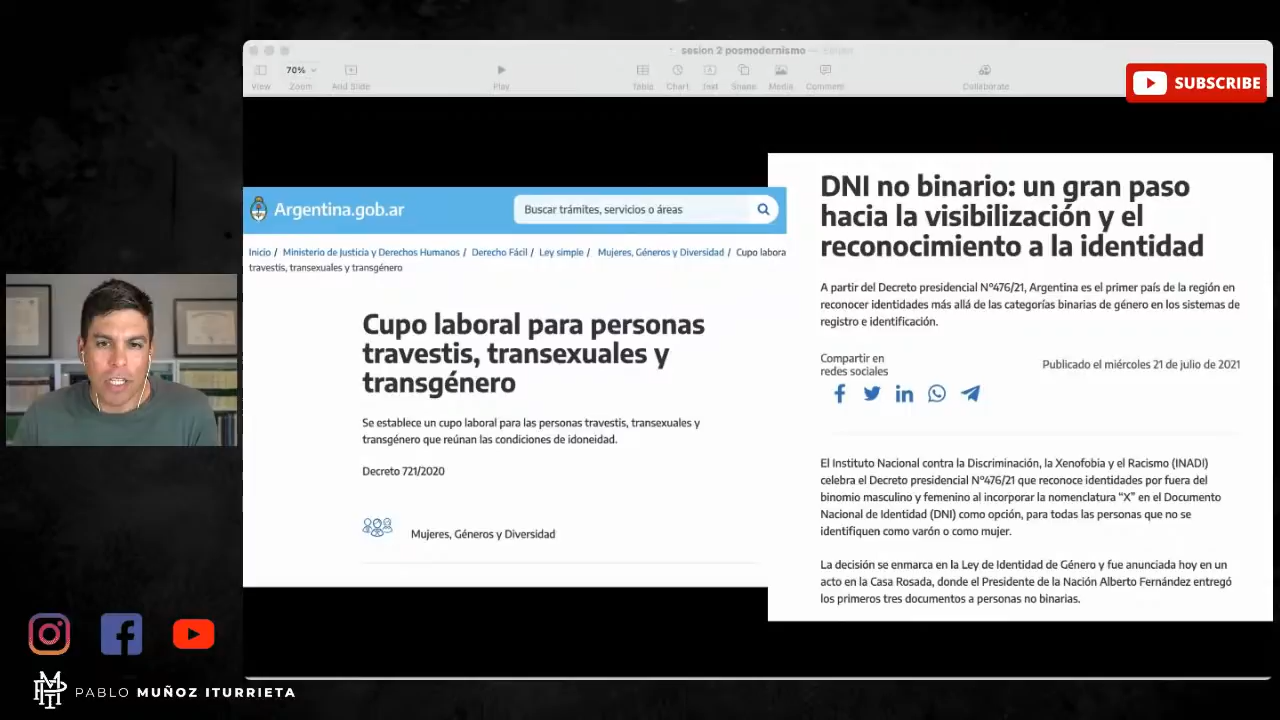 sesion 2 posmodernismo
70%
View
Zoom
Add Slide
Play
Table
Chart
Text
Shape
Media
Comment
Collaborate
SUBSCRIBE
Argentina.gob.ar
Buscar trámites, servicios o áreas
Inicio / Ministerio de Justicia y Derechos Humanos / Derecho Fácil / Ley simple / Mujeres, Géneros y Diversidad / Cupo labora
travestis, transexuales y transgénero
Cupo laboral para personas
travestis, transexuales y
transgénero
Se establece un cupo laboral para las personas travestis, transexuales y
transgénero que reúnan las condiciones de idoneidad.
Decreto 721/2020
Mujeres, Géneros y Diversidad
DNI no binario: un gran paso
hacia la visibilización y el
reconocimiento a la identidad
A partir del Decreto presidencial N°476/21, Argentina es el primer país de la región en
reconocer identidades más allá de las categorías binarias de género en los sistemas de
registro e identificación.
Compartir en
redes sociales
Publicado el miércoles 21 de julio de 2021
El Instituto Nacional contra la Discriminación, la Xenofobia y el Racismo (INADI)
celebra el Decreto presidencial N°476/21 que reconoce identidades por fuera del
binomio masculino y femenino al incorporar la nomenclatura “X” en el Documento
Nacional de Identidad (DNI) como opción, para todas las personas que no se
identifiquen como varón o como mujer.
La decisión se enmarca en la Ley de Identidad de Género y fue anunciada hoy en un
acto en la Casa Rosada, donde el Presidente de la Nación Alberto Fernández entregó
los primeros tres documentos a personas no binarias.
PABLO MUÑOZ ITURRIETA